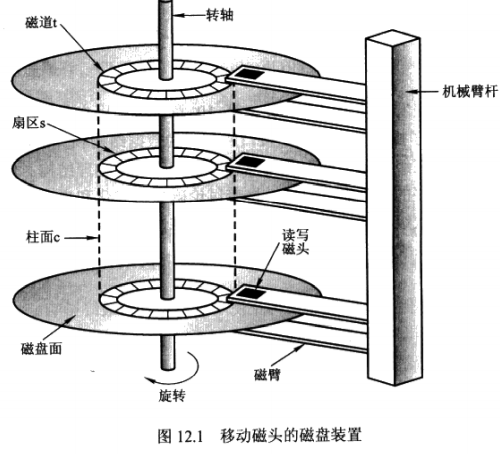 转轴
磁道t
机械臂杆
扇区s
柱面c
读写
磁头
磁盘面
磁臂
旋转
图 12.1 移动磁头的磁盘装置